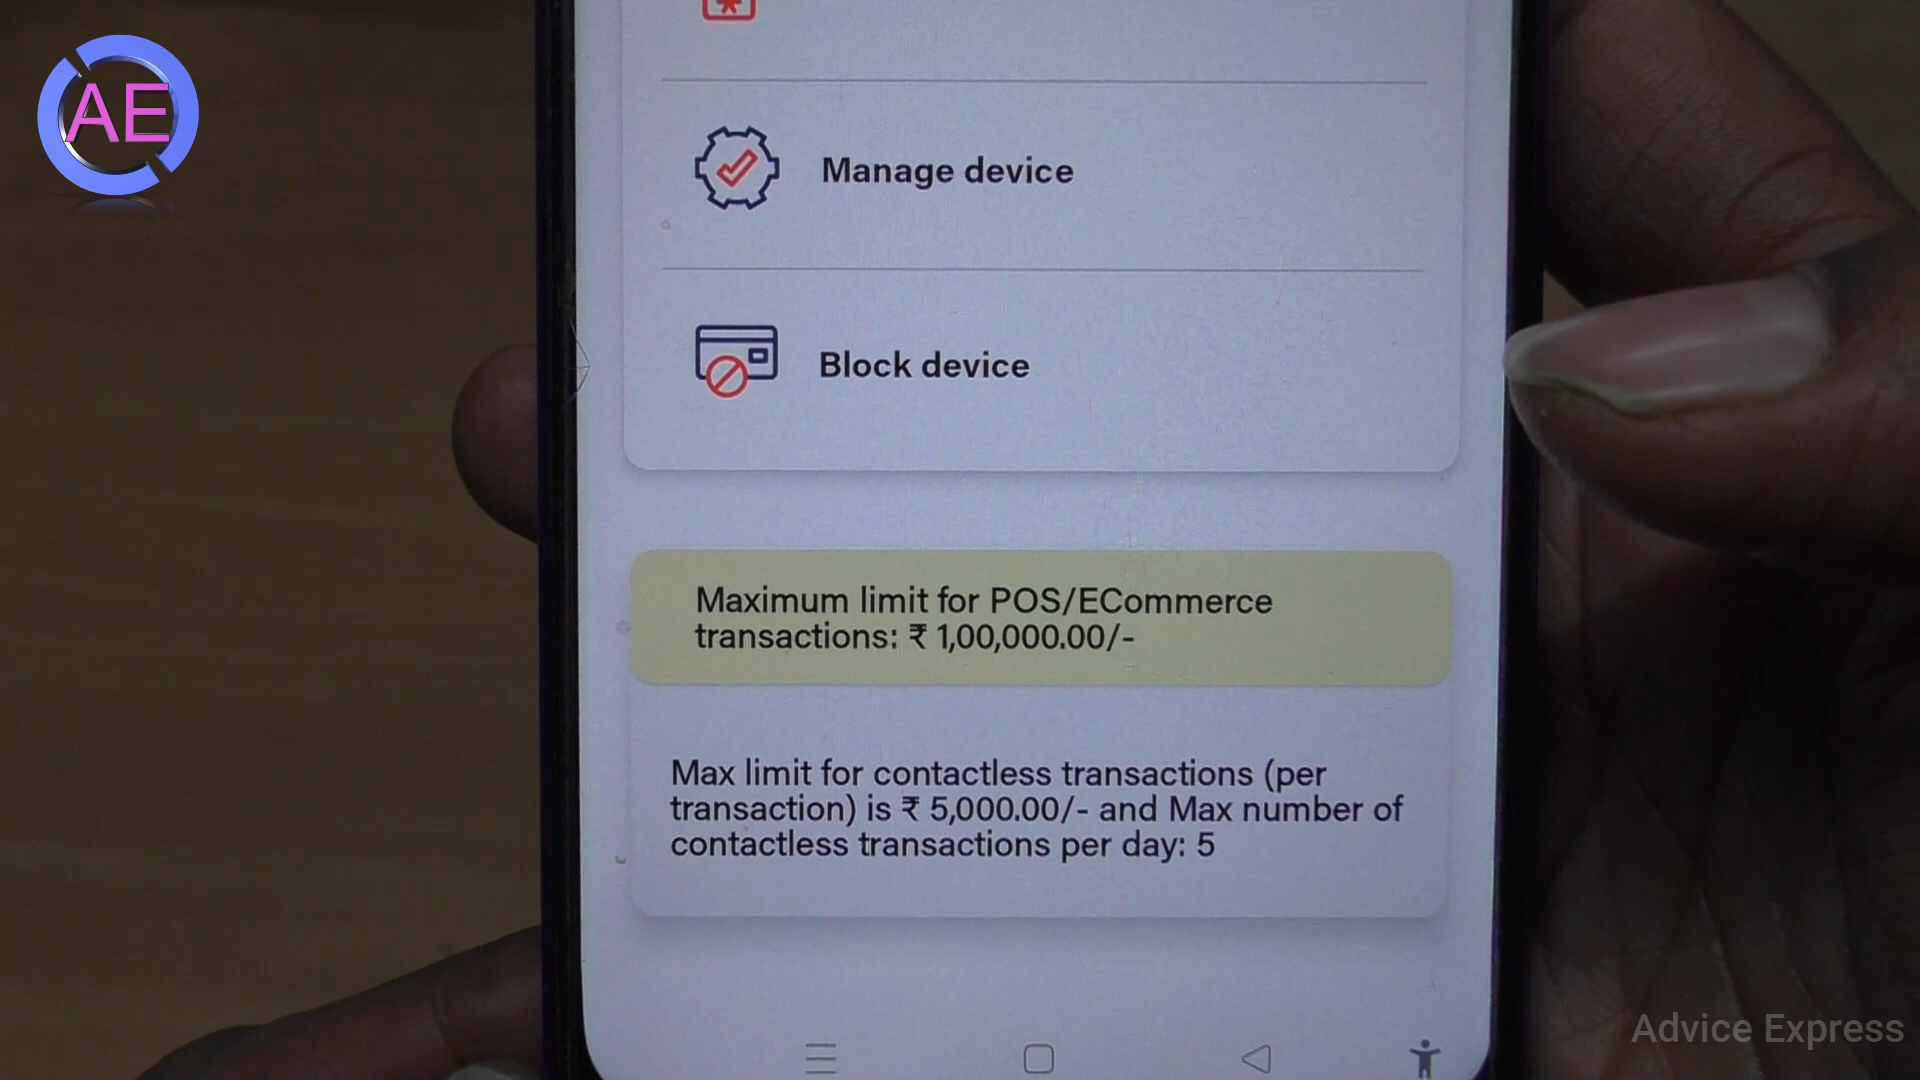 AE
Manage device
Block device
Maximum limit for POS/ECommerce
transactions: ₹ 1,00,000.00/-
Max limit for contactless transactions (per
transaction) is ₹ 5,000.00/- and Max number of
contactless transactions per day: 5
Advice Express